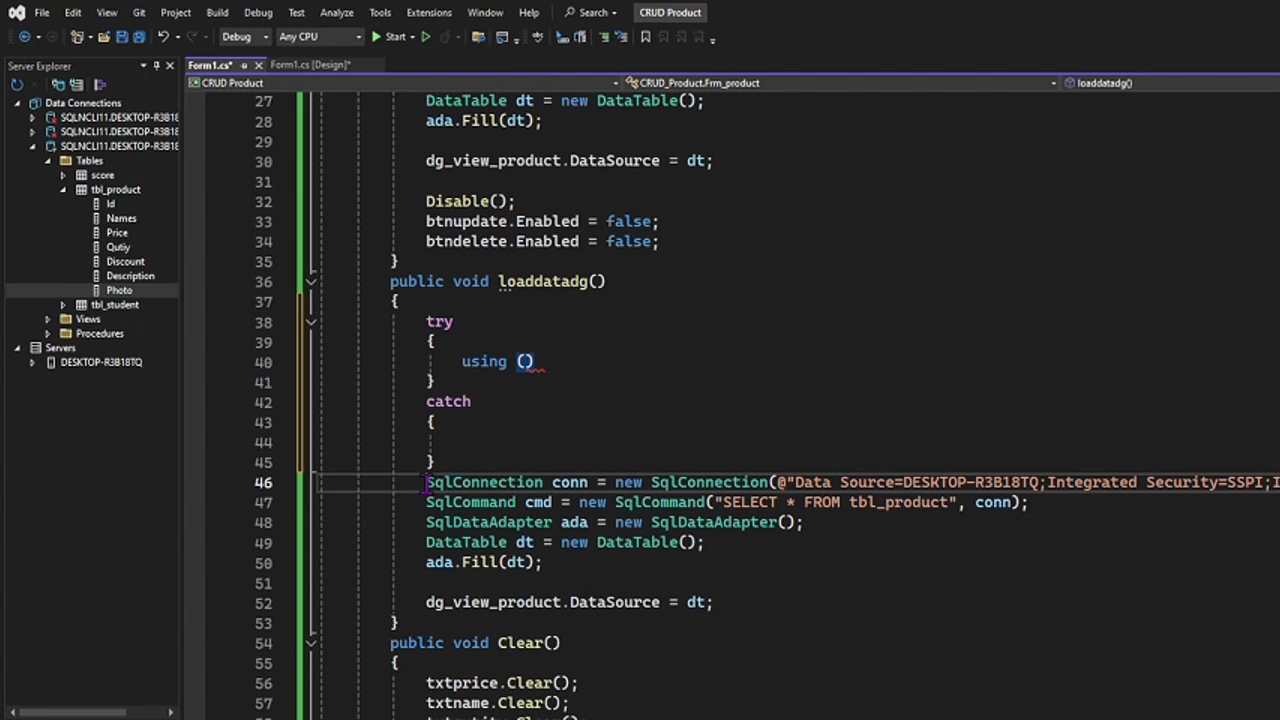 File Edit View Git Project Build Debug Test Analyze Tools Extensions Window Help Search CRUD Product
Debug Any CPU Start
Server Explorer
Form1.cs* Form1.cs [Design]*
CRUD Product CRUD_Product.Frm_product loaddatadg()
Data Connections
SQLNCLI11.DESKTOP-R3B18
SQLNCLI11.DESKTOP-R3B18
SQLNCLI11.DESKTOP-R3B18
Tables
score
tbl_product
Id
Names
Price
Qutiy
Discount
Description
Photo
tbl_student
Views
Procedures
Servers
DESKTOP-R3B18TQ
27 DataTable dt = new DataTable();
28 ada.Fill(dt);
29
30 dg_view_product.DataSource = dt;
31
32 Disable();
33 btnupdate.Enabled = false;
34 btndelete.Enabled = false;
35 }
36 public void loaddatadg()
37 {
38 try
39 {
40 using ()
41 }
42 catch
43 {
44
45 }
46 SqlConnection conn = new SqlConnection(@"Data Source=DESKTOP-R3B18TQ;Integrated Security=SSPI;I
47 SqlCommand cmd = new SqlCommand("SELECT * FROM tbl_product", conn);
48 SqlDataAdapter ada = new SqlDataAdapter();
49 DataTable dt = new DataTable();
50 ada.Fill(dt);
51
52 dg_view_product.DataSource = dt;
53 }
54 public void Clear()
55 {
56 txtprice.Clear();
57 txtname.Clear();